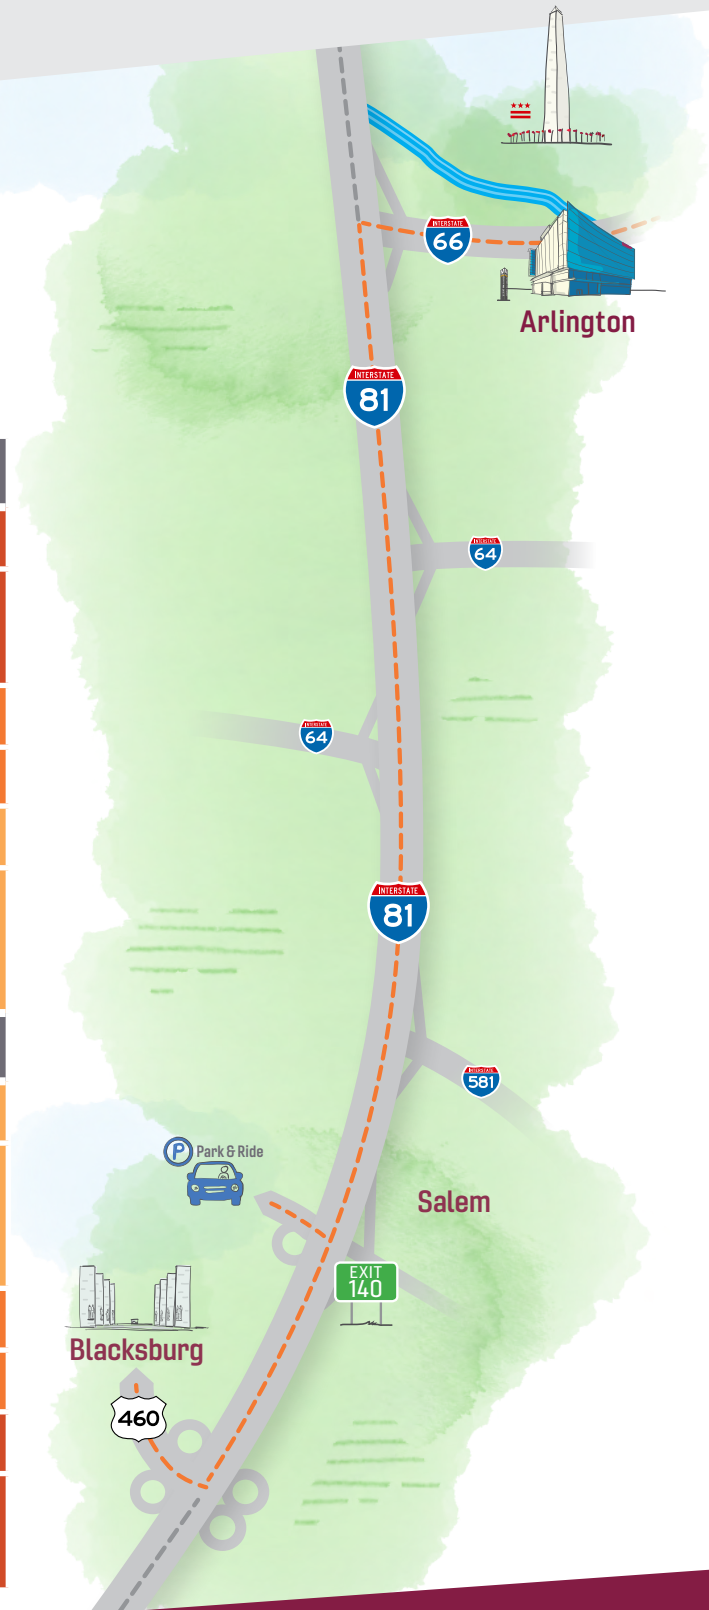 INTERSTATE
66
Arlington
INTERSTATE
81
INTERSTATE
64
INTERSTATE
64
INTERSTATE
81
INTERSTATE
581
P Park & Ride
Salem
EXIT
140
Blacksburg
460